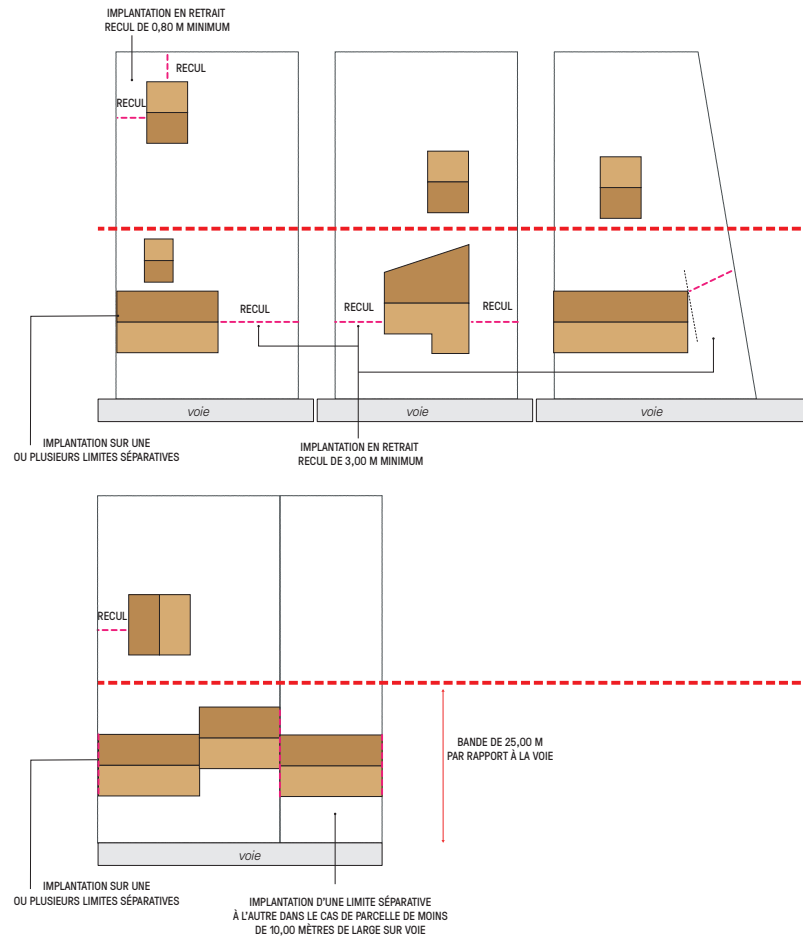 IMPLANTATION EN RETRAIT
RECUL DE 0,80 M MINIMUM
RECUL
RECUL
RECUL
RECUL
RECUL
voie
voie
voie
IMPLANTATION SUR UNE
OU PLUSIEURS LIMITES SÉPARATIVES
IMPLANTATION EN RETRAIT
RECUL DE 3,00 M MINIMUM
RECUL
BANDE DE 25,00 M
PAR RAPPORT À LA VOIE
voie
IMPLANTATION SUR UNE
OU PLUSIEURS LIMITES SÉPARATIVES
IMPLANTATION D'UNE LIMITE SÉPARATIVE
À L'AUTRE DANS LE CAS DE PARCELLE DE MOINS
DE 10,00 MÈTRES DE LARGE SUR VOIE